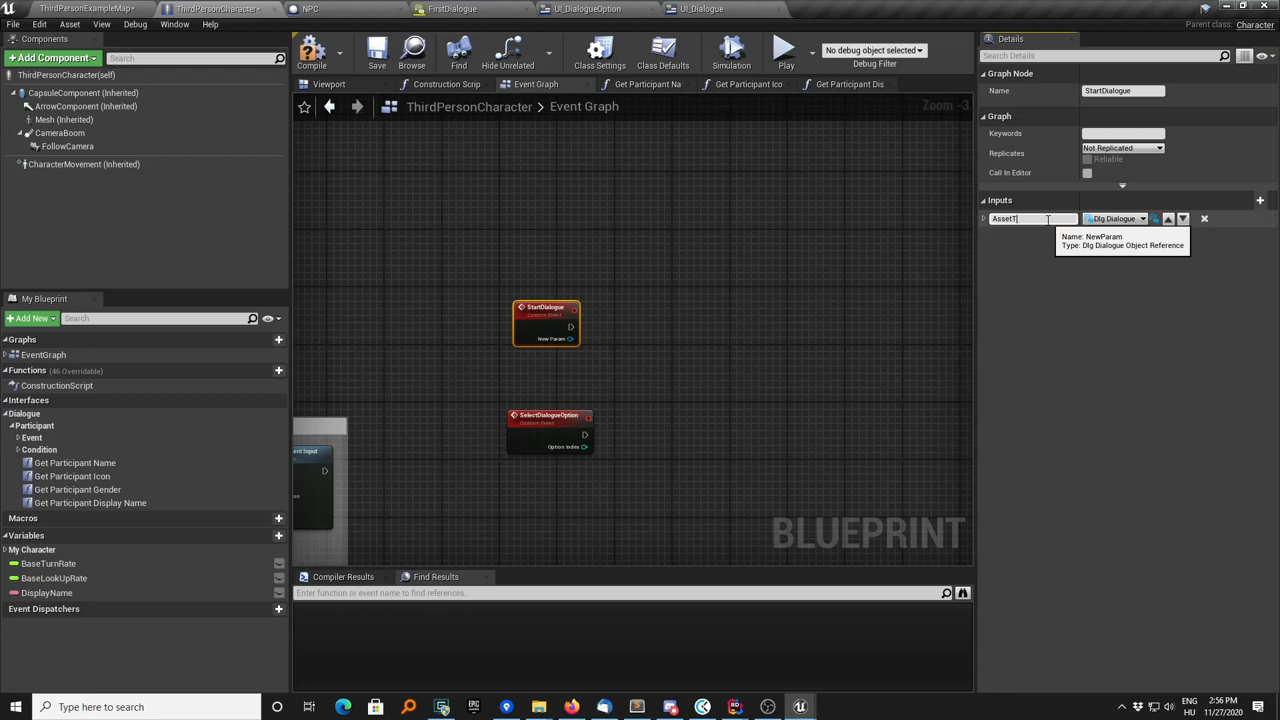 ThirdPersonExampleMap*
ThirdPersonCharacter*
NPC
FirstDialogue
UI_DialogueOption
UI_Dialogue
File Edit Asset View Debug Window Help
Parent class: Character
Components
+Add Component
Search
ThirdPersonCharacter(self)
CapsuleComponent (Inherited)
ArrowComponent (Inherited)
Mesh (Inherited)
CameraBoom
FollowCamera
CharacterMovement (Inherited)
Compile
Save
Browse
Find
Hide Unrelated
Class Settings
Class Defaults
Simulation
Play
No debug object selected
Debug Filter
Viewport
Construction Scrip
Event Graph
Get Participant Na
Get Participant Ico
Get Participant Dis
ThirdPersonCharacter > Event Graph
Zoom -3
StartDialogue
Custom Event
New Param
SelectDialogueOption
Custom Event
Option Index
ent Input
BLUEPRINT
My Blueprint
+Add New
Search
Graphs
EventGraph
Functions (46 Overridable)
ConstructionScript
Interfaces
Dialogue
Participant
Event
Condition
Get Participant Name
Get Participant Icon
Get Participant Gender
Get Participant Display Name
Macros
Variables
My Character
BaseTurnRate
BaseLookUpRate
DisplayName
Event Dispatchers
Compiler Results
Find Results
Enter function or event name to find references...
Details
Search Details
Graph Node
Name StartDialogue
Graph
Keywords
Replicates Not Replicated
Reliable
Call In Editor
Inputs
AssetT
Dlg Dialogue
Name: NewParam
Type: Dlg Dialogue Object Reference
Type here to search
ENG
HU
2:56 PM
11/27/2020